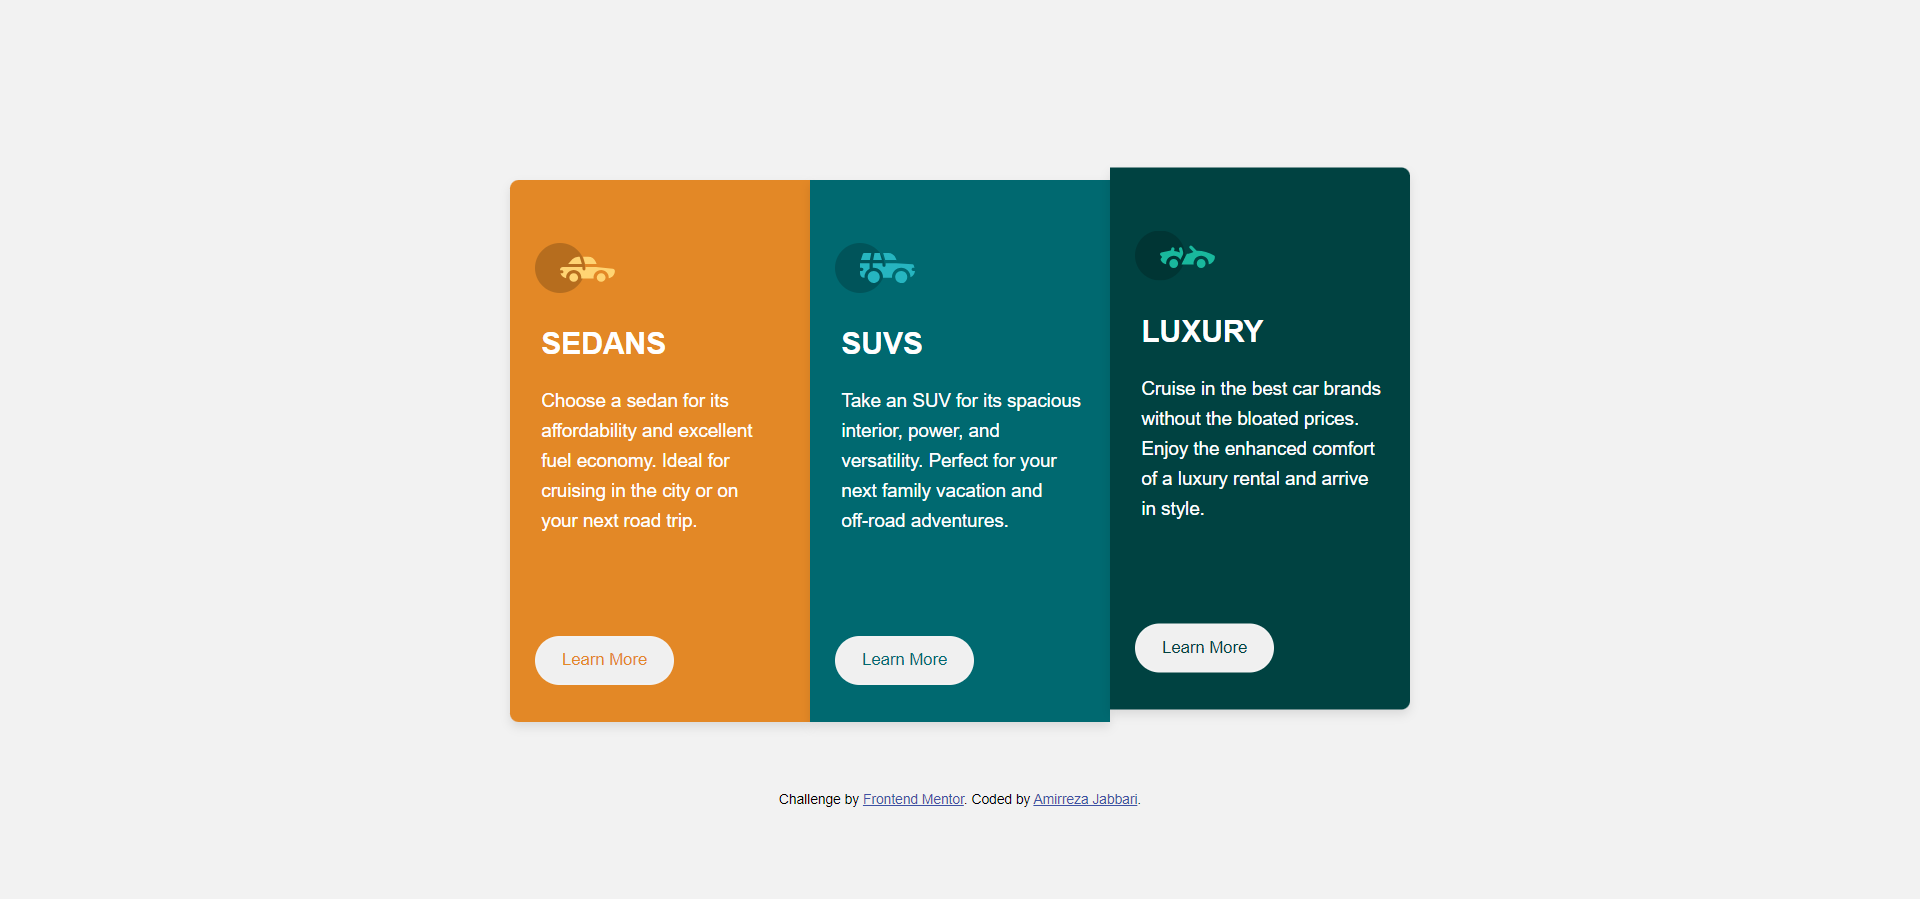 SEDANS
Choose a sedan for its
affordability and excellent
fuel economy. Ideal for
cruising in the city or on
your next road trip.
Learn More
SUVS
Take an SUV for its spacious
interior, power, and
versatility. Perfect for your
next family vacation and
off-road adventures.
Learn More
LUXURY
Cruise in the best car brands
without the bloated prices.
Enjoy the enhanced comfort
of a luxury rental and arrive
in style.
Learn More
Challenge by Frontend Mentor. Coded by Amirreza Jabbari.